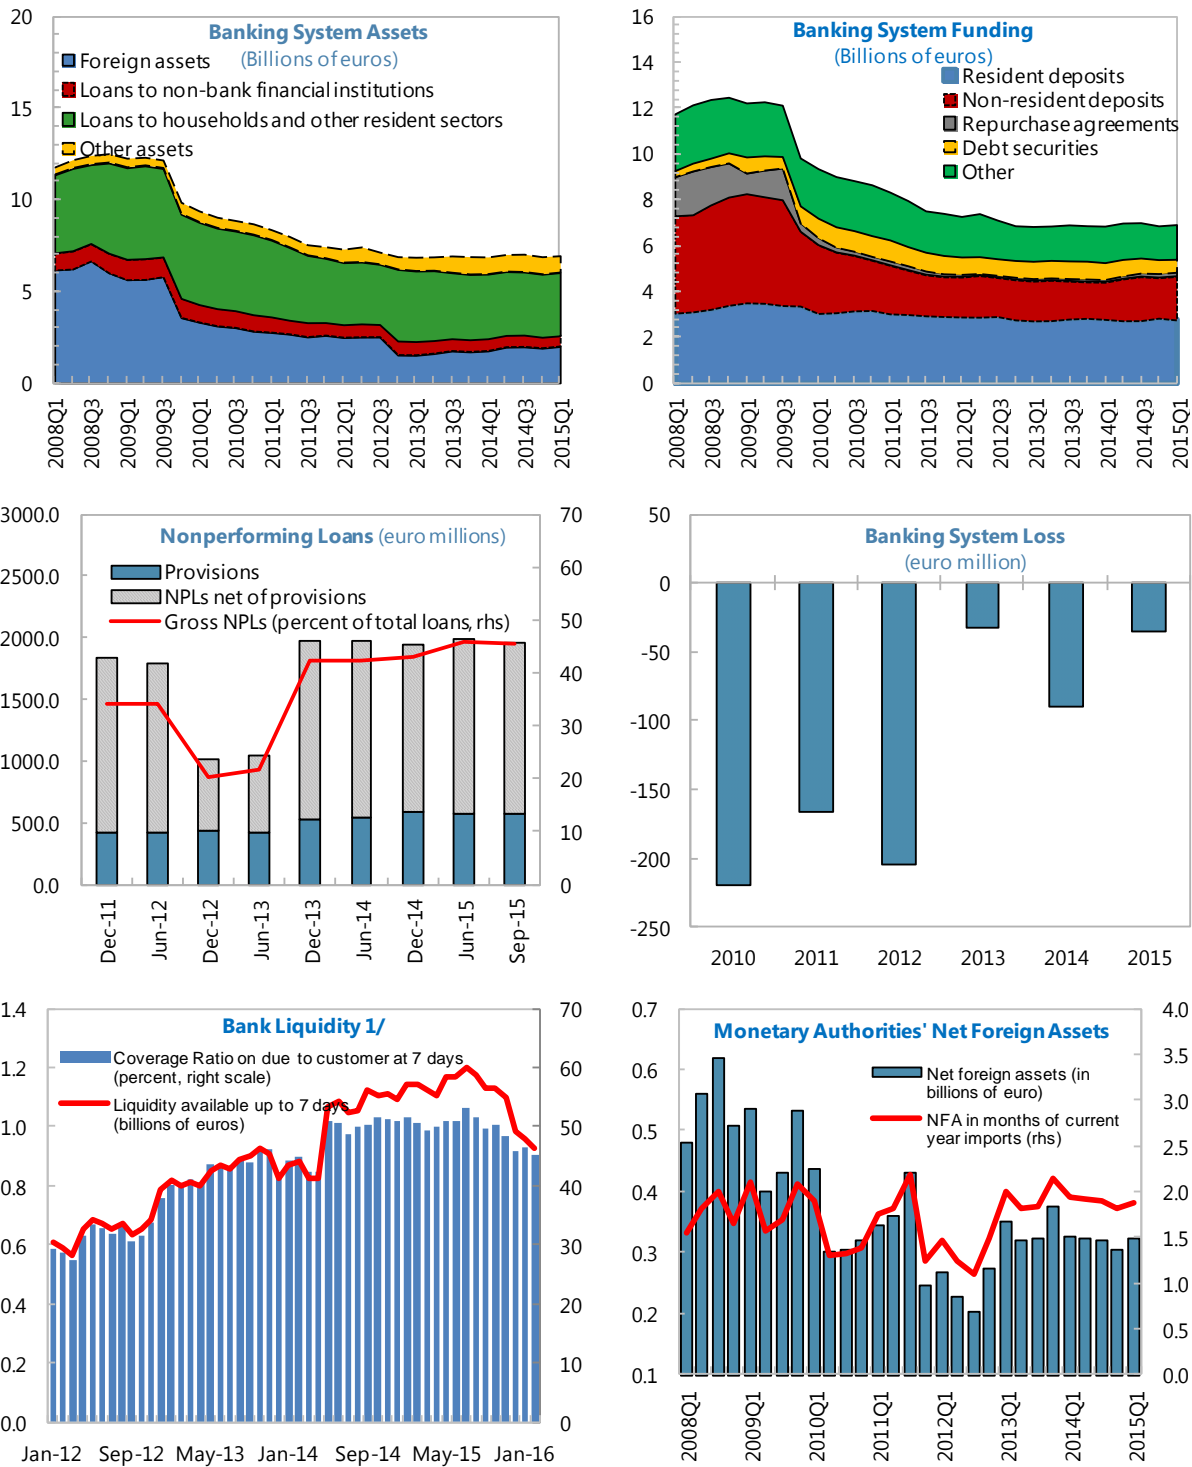 Banking System Assets
(Billions of euros)
Foreign assets
Loans to non-bank financial institutions
Loans to households and other resident sectors
Other assets
20
15
10
5
0
2008Q1
2008Q3
2009Q1
2009Q3
2010Q1
2010Q3
2011Q1
2011Q3
2012Q1
2012Q3
2013Q1
2013Q3
2014Q1
2014Q3
2015Q1
Banking System Funding
(Billions of euros)
Resident deposits
Non-resident deposits
Repurchase agreements
Debt securities
Other
16
14
12
10
8
6
4
2
0
2008Q1
2008Q3
2009Q1
2009Q3
2010Q1
2010Q3
2011Q1
2011Q3
2012Q1
2012Q3
2013Q1
2013Q3
2014Q1
2014Q3
2015Q1
Nonperforming Loans (euro millions)
Provisions
NPLs net of provisions
Gross NPLs (percent of total loans, rhs)
3000.0
2500.0
2000.0
1500.0
1000.0
500.0
0.0
70
60
50
40
30
20
10
0
Dec-11
Jun-12
Dec-12
Jun-13
Dec-13
Jun-14
Dec-14
Jun-15
Sep-15
Banking System Loss
(euro million)
50
0
-50
-100
-150
-200
-250
2010
2011
2012
2013
2014
2015
Bank Liquidity 1/
Coverage Ratio on due to customer at 7 days
(percent, right scale)
Liquidity available up to 7 days
(billions of euros)
1.4
1.2
1.0
0.8
0.6
0.4
0.2
0.0
70
60
50
40
30
20
10
0
Jan-12
Sep-12
May-13
Jan-14
Sep-14
May-15
Jan-16
Monetary Authorities' Net Foreign Assets
Net foreign assets (in
billions of euro)
NFA in months of current
year imports (rhs)
0.7
0.6
0.5
0.4
0.3
0.2
0.1
4.0
3.5
3.0
2.5
2.0
1.5
1.0
0.5
0.0
2008Q1
2009Q1
2010Q1
2011Q1
2012Q1
2013Q1
2014Q1
2015Q1